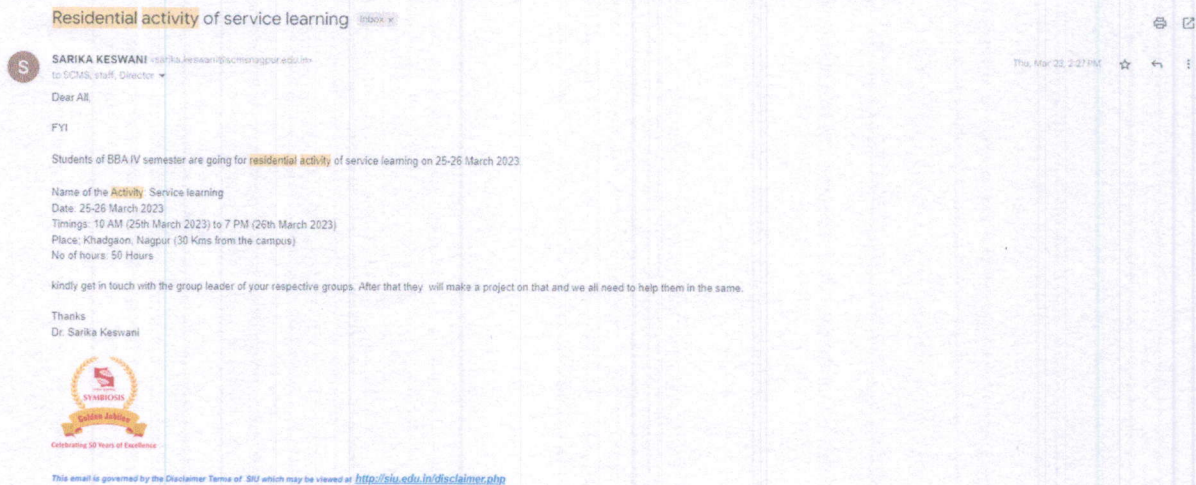 Residential activity of service learning Inbox x
S
SARIKA KESWANI <sarika.keswani@scmsnagpur.edu.in>
Thu, Mar 23, 2:27 PM
to SCMS, staff, Director
Dear All,
FYI
Students of BBA IV semester are going for residential activity of service learning on 25-26 March 2023
Name of the Activity: Service learning
Date: 25-26 March 2023
Timings: 10 AM (25th March 2023) to 7 PM (26th March 2023)
Place: Khadgaon, Nagpur (30 Kms from the campus)
No of hours: 50 Hours
kindly get in touch with the group leader of your respective groups. After that they will make a project on that and we all need to help them in the same.
Thanks
Dr. Sarika Keswani
SYMBIOSIS
Golden Jubilee
Celebrating 50 Years of Excellence
This email is governed by the Disclaimer Terms of SIU which may be viewed at http://siu.edu.in/disclaimer.php